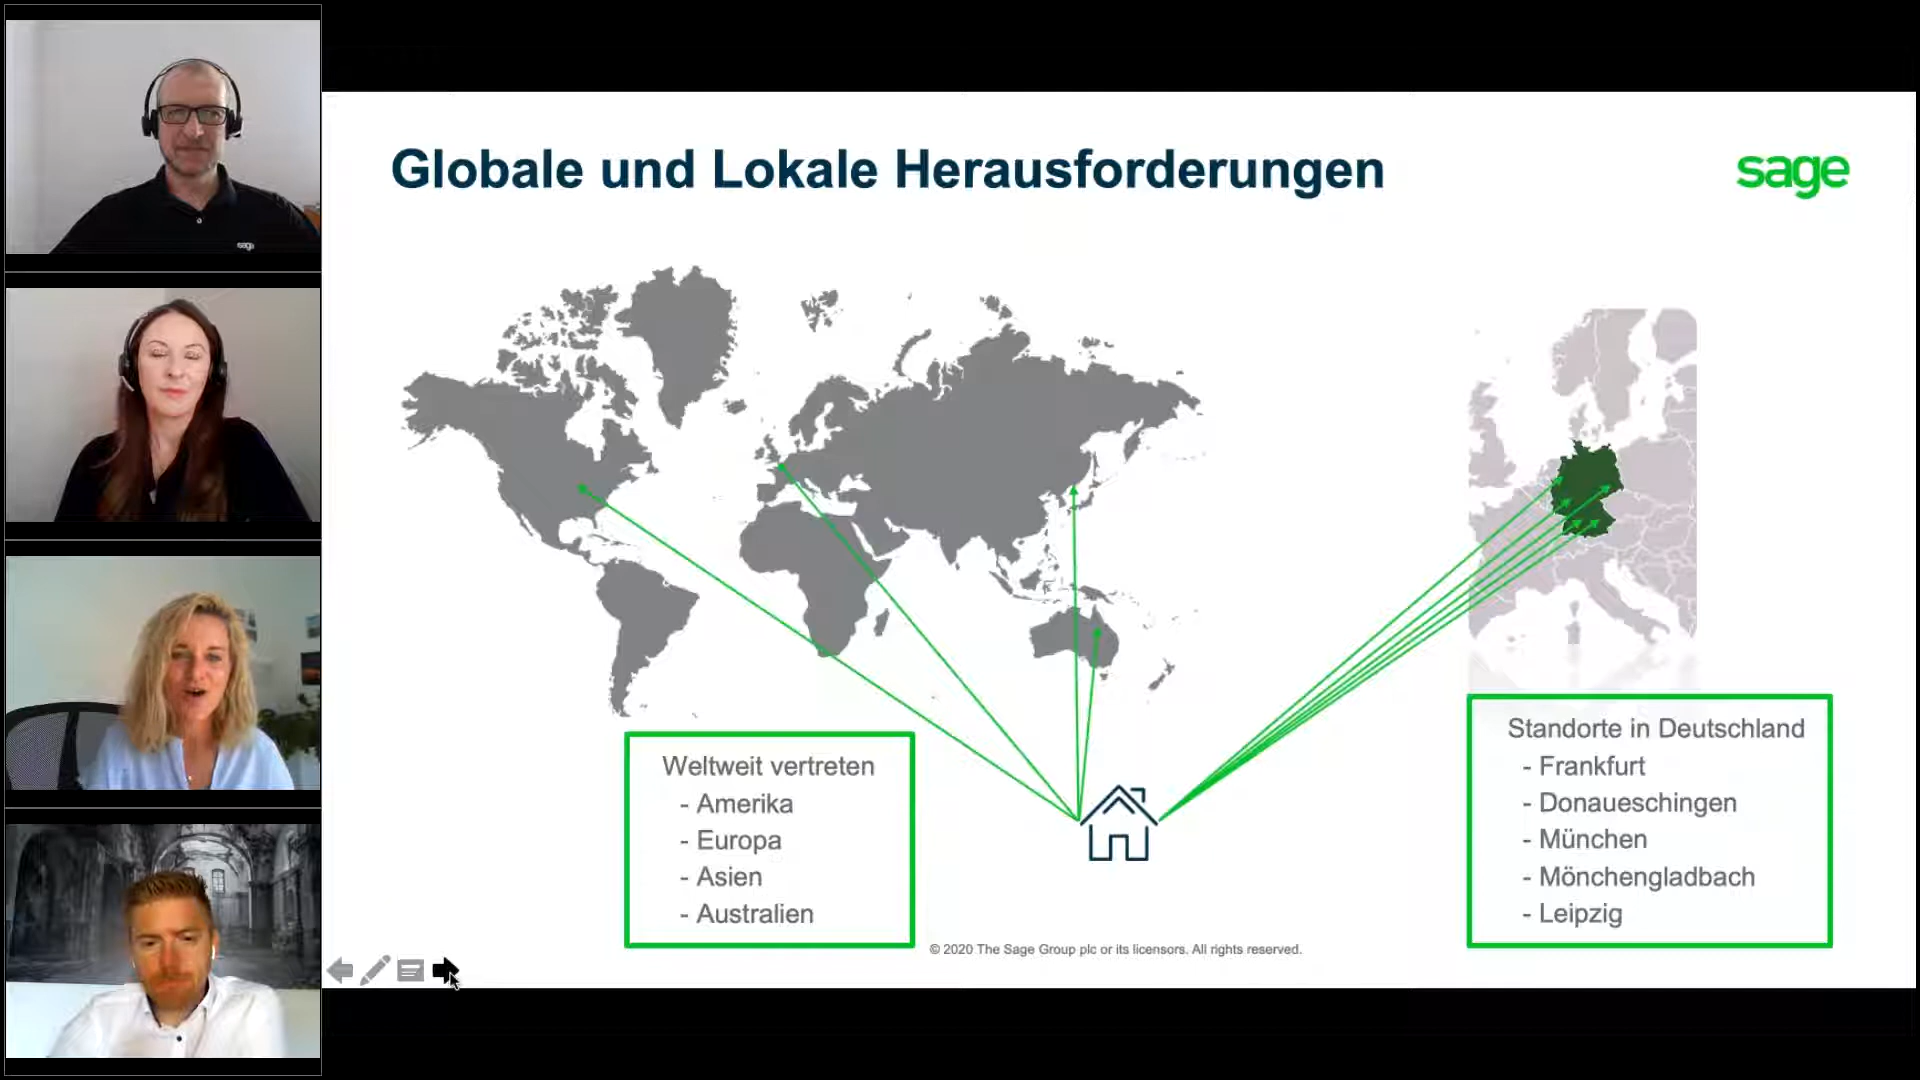 Globale und Lokale Herausforderungen
sage
sage
Weltweit vertreten
- Amerika
- Europa
- Asien
- Australien
Standorte in Deutschland
- Frankfurt
- Donaueschingen
- München
- Mönchengladbach
- Leipzig
© 2020 The Sage Group plc or its licensors. All rights reserved.